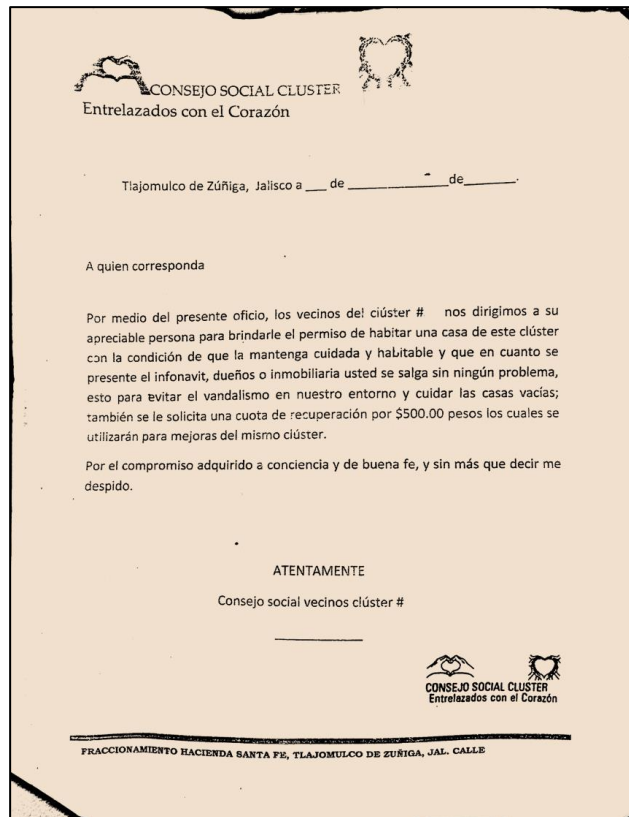 CONSEJO SOCIAL CLUSTER
Entrelazados con el Corazón
Tlajomulco de Zúñiga, Jalisco a ___ de ______________de_______.
A quien corresponda
Por medio del presente oficio, los vecinos del clúster # nos dirigimos a su
apreciable persona para brindarle el permiso de habitar una casa de este clúster
con la condición de que la mantenga cuidada y habitable y que en cuanto se
presente el infonavit, dueños o inmobiliaria usted se salga sin ningún problema,
esto para evitar el vandalismo en nuestro entorno y cuidar las casas vacías;
también se le solicita una cuota de recuperación por $500.00 pesos los cuales se
utilizarán para mejoras del mismo clúster.
Por el compromiso adquirido a conciencia y de buena fe, y sin más que decir me
despido.
ATENTAMENTE
Consejo social vecinos clúster #
____________
CONSEJO SOCIAL CLUSTER
Entrelazados con el Corazón
FRACCIONAMIENTO HACIENDA SANTA FE, TLAJOMULCO DE ZUÑIGA, JAL. CALLE